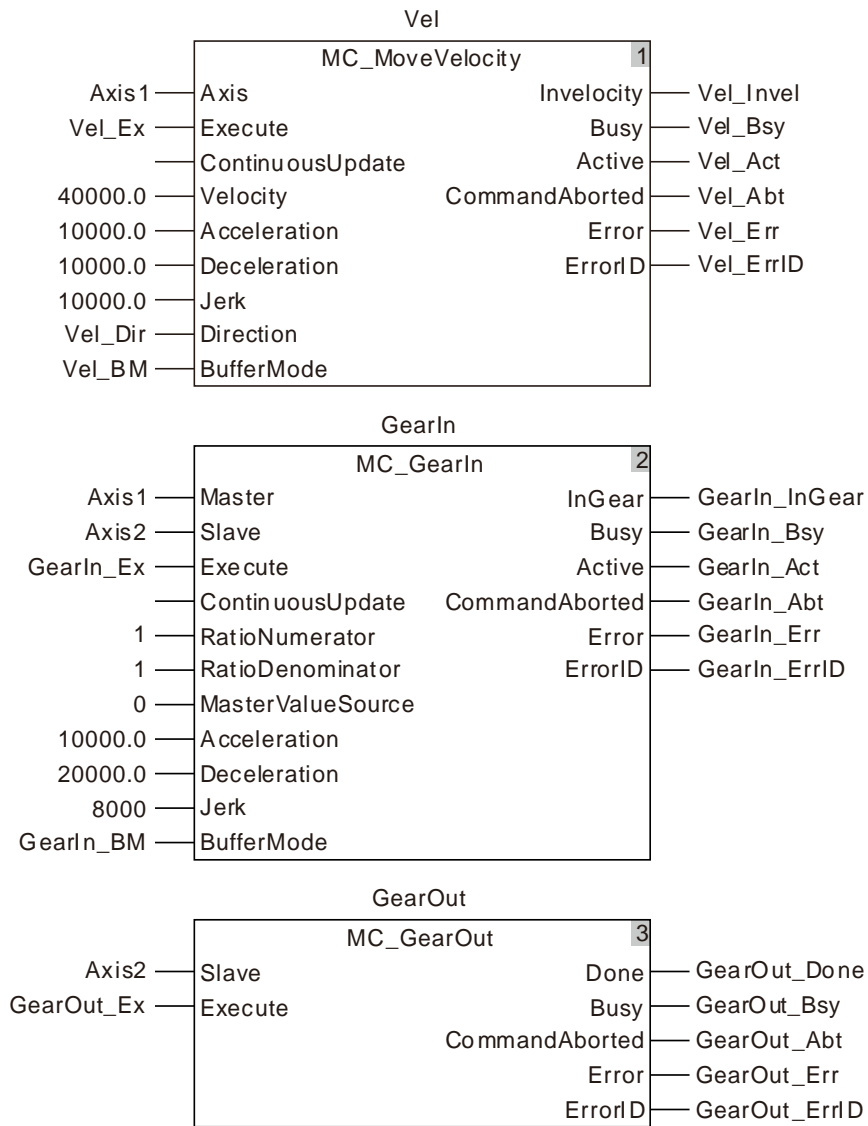 Vel
MC_MoveVelocity 1
Axis1 Axis Invelocity Vel_Invel
Vel_Ex Execute Busy Vel_Bsy
ContinuousUpdate Active Vel_Act
40000.0 Velocity CommandAborted Vel_Abt
10000.0 Acceleration Error Vel_Err
10000.0 Deceleration ErrorID Vel_ErrID
10000.0 Jerk
Vel_Dir Direction
Vel_BM BufferMode
GearIn
MC_GearIn 2
Axis1 Master InGear GearIn_InGear
Axis2 Slave Busy GearIn_Bsy
GearIn_Ex Execute Active GearIn_Act
ContinuousUpdate CommandAborted GearIn_Abt
1 RatioNumerator Error GearIn_Err
1 RatioDenominator ErrorID GearIn_ErrID
0 MasterValueSource
10000.0 Acceleration
20000.0 Deceleration
8000 Jerk
GearIn_BM BufferMode
GearOut
MC_GearOut 3
Axis2 Slave Done GearOut_Done
GearOut_Ex Execute Busy GearOut_Bsy
CommandAborted GearOut_Abt
Error GearOut_Err
ErrorID GearOut_ErrID